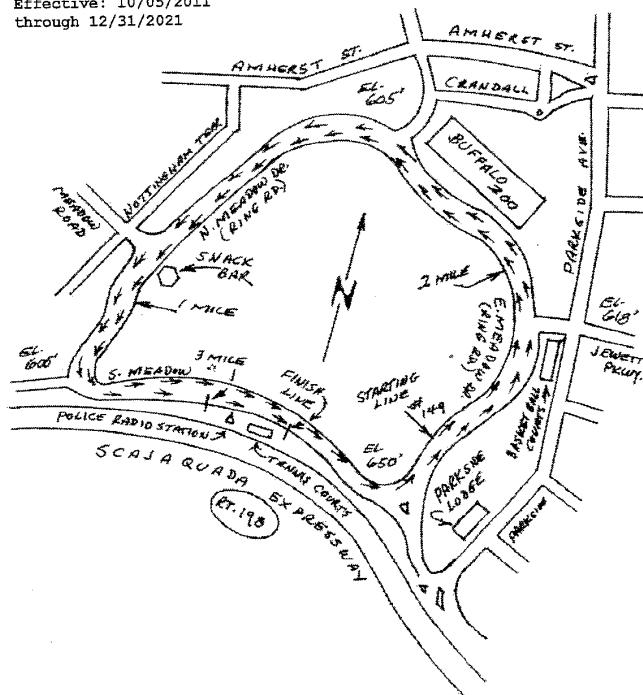 Effective: 10/05/2011
through 12/31/2021
AMHERST ST.
AMHERST ST.
EL-
605'
CRANDALL
NOTTINGHAM TER
BUFFALO
ZOO
PARKSIDE AVE.
MEADOW
ROAD
N. MEADOW DR.
(RING RD.)
SNACK
BAR
N
2 MILE
1 MILE
E. MEADOW DR
(RING RD)
EL-
618'
JEWETT
PKWY.
EL-
605'
S. MEADOW
3 MILE
FINISH
LINE
STARTING
LINE
149
BASKET BALL
COURTS
POLICE RADIO STATION
EL
650'
TENNIS COURTS
PARKSIDE
LODGE
SCAJAQUADA EXPRESSWAY
RT. 198
PARKSIDE